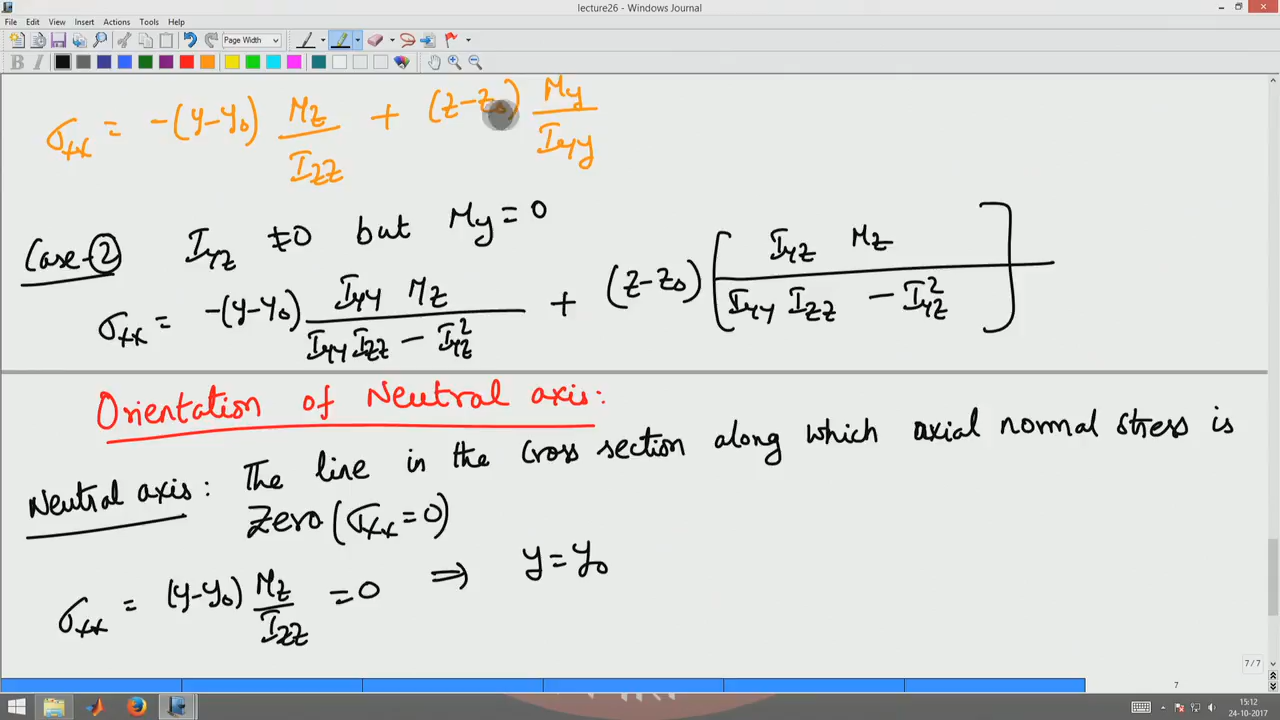 lecture26 - Windows Journal
File Edit View Insert Actions Tools Help
Page Width
B I
σxx = -(y-y₀) Mz/Izz + (z-z₀) My/Iyy
Case-② Iyz ≠0 but My=0
σxx = -(y-y₀) Iyy Mz/(Iyy Izz - Iyz²) + (z-z₀) [Iyz Mz/(Iyy Izz - Iyz²)]
Orientation of Neutral axis:
Neutral axis: The line in the cross section along which axial normal stress is
zero (σxx=0)
σxx = (y-y₀) Mz/Izz =0 ⇒ y=y₀
7/7
7
15:12
24-10-2017